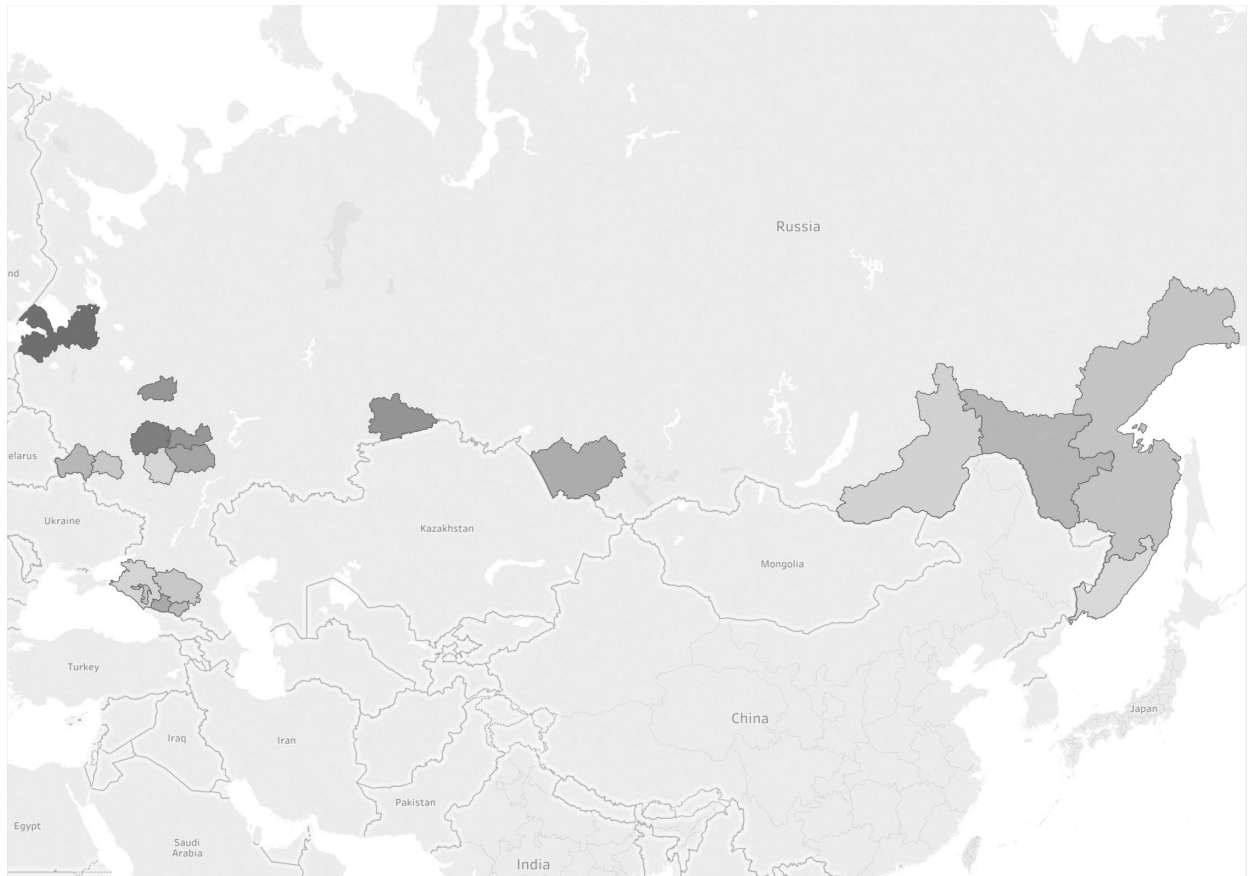 Russia
nd
elarus
Ukraine
Kazakhstan
Mongolia
Turkey
China
Japan
Iraq
Iran
Pakistan
Egypt
Saudi
Arabia
India